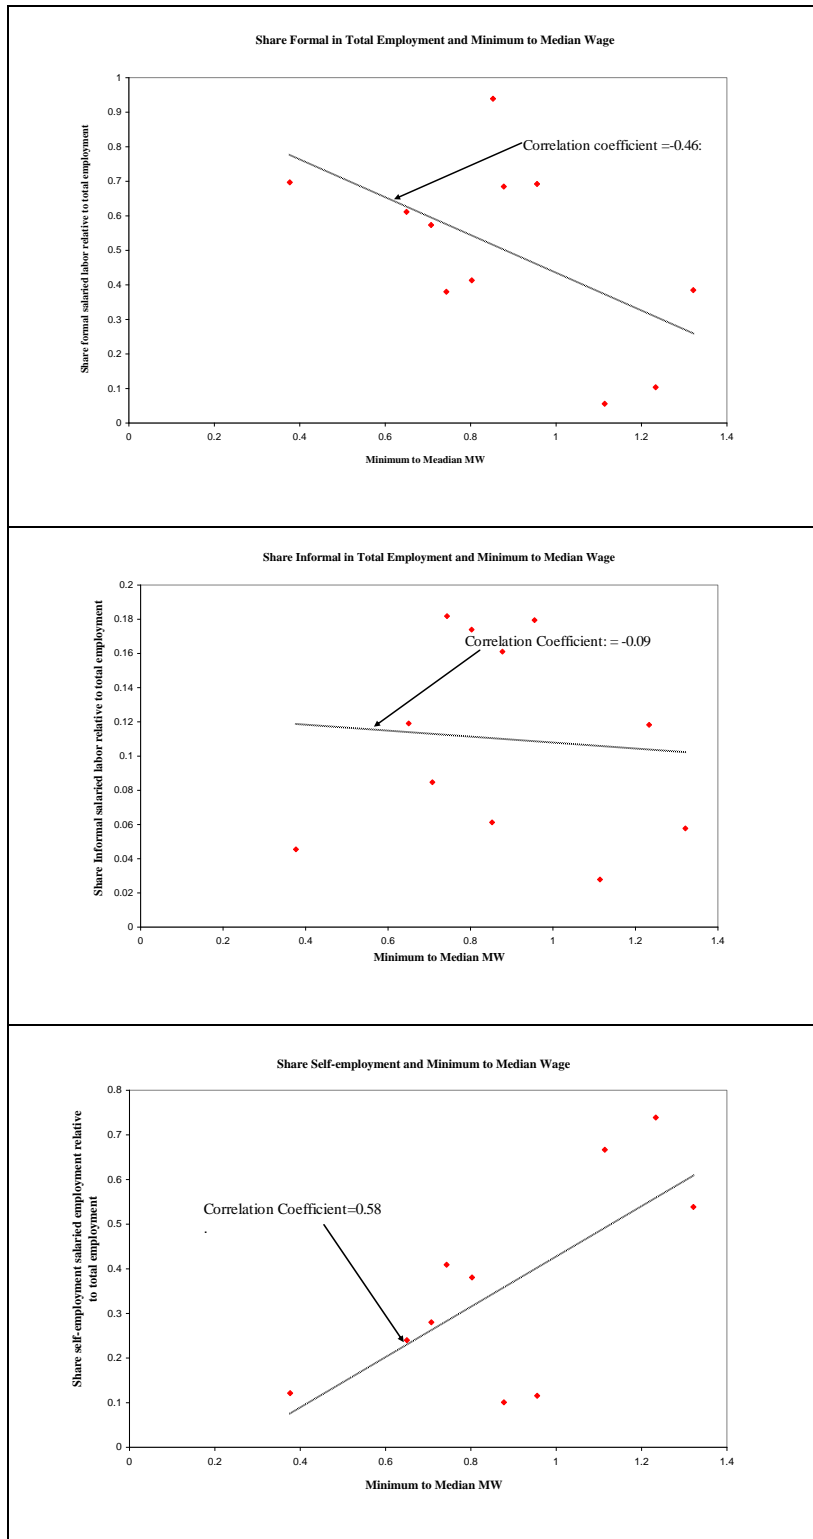 Share Formal in Total Employment and Minimum to Median Wage
1
0.9
0.8
0.7
0.6
0.5
0.4
0.3
0.2
0.1
0
Share formal salaried labor relative to total employment
Correlation coefficient =-0.46:
0 0.2 0.4 0.6 0.8 1 1.2 1.4
Minimum to Meadian MW
Share Informal in Total Employment and Minimum to Median Wage
0.2
0.18
0.16
0.14
0.12
0.1
0.08
0.06
0.04
0.02
0
Share Informal salaried labor relative to total employment
Correlation Coefficient: = -0.09
0 0.2 0.4 0.6 0.8 1 1.2 1.4
Minimum to Median MW
Share Self-employment and Minimum to Median Wage
0.8
0.7
0.6
0.5
0.4
0.3
0.2
0.1
0
Share self-employment salaried employment relative
to total employment
Correlation Coefficient=0.58
.
0 0.2 0.4 0.6 0.8 1 1.2 1.4
Minimum to Median MW